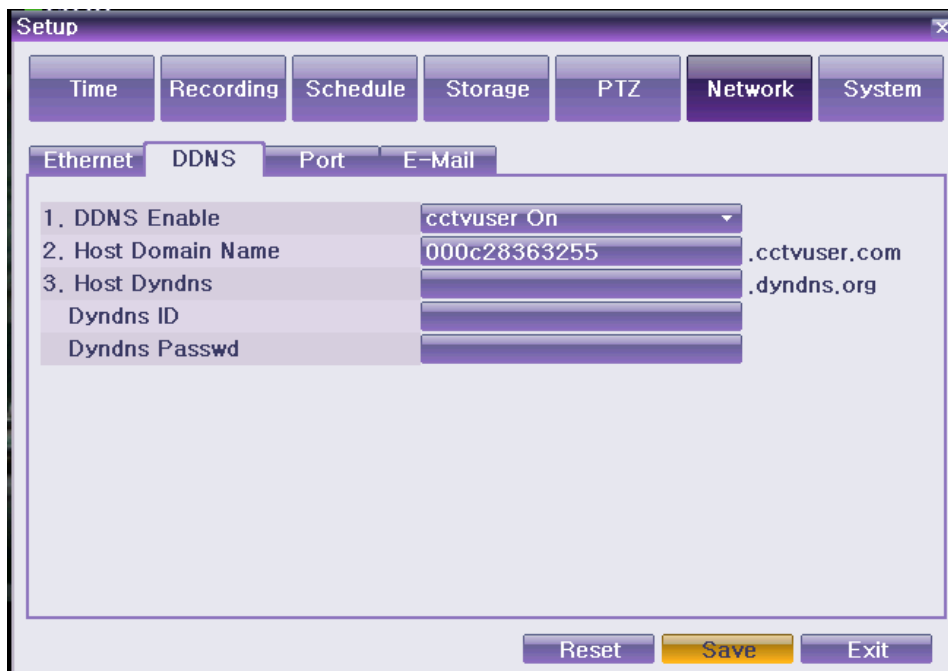 Setup
Time Recording Schedule Storage PTZ Network System
Ethernet DDNS Port E-Mail
1. DDNS Enable cctvuser On
2. Host Domain Name 000c28363255 .cctvuser.com
3. Host Dyndns .dyndns.org
Dyndns ID
Dyndns Passwd
Reset Save Exit